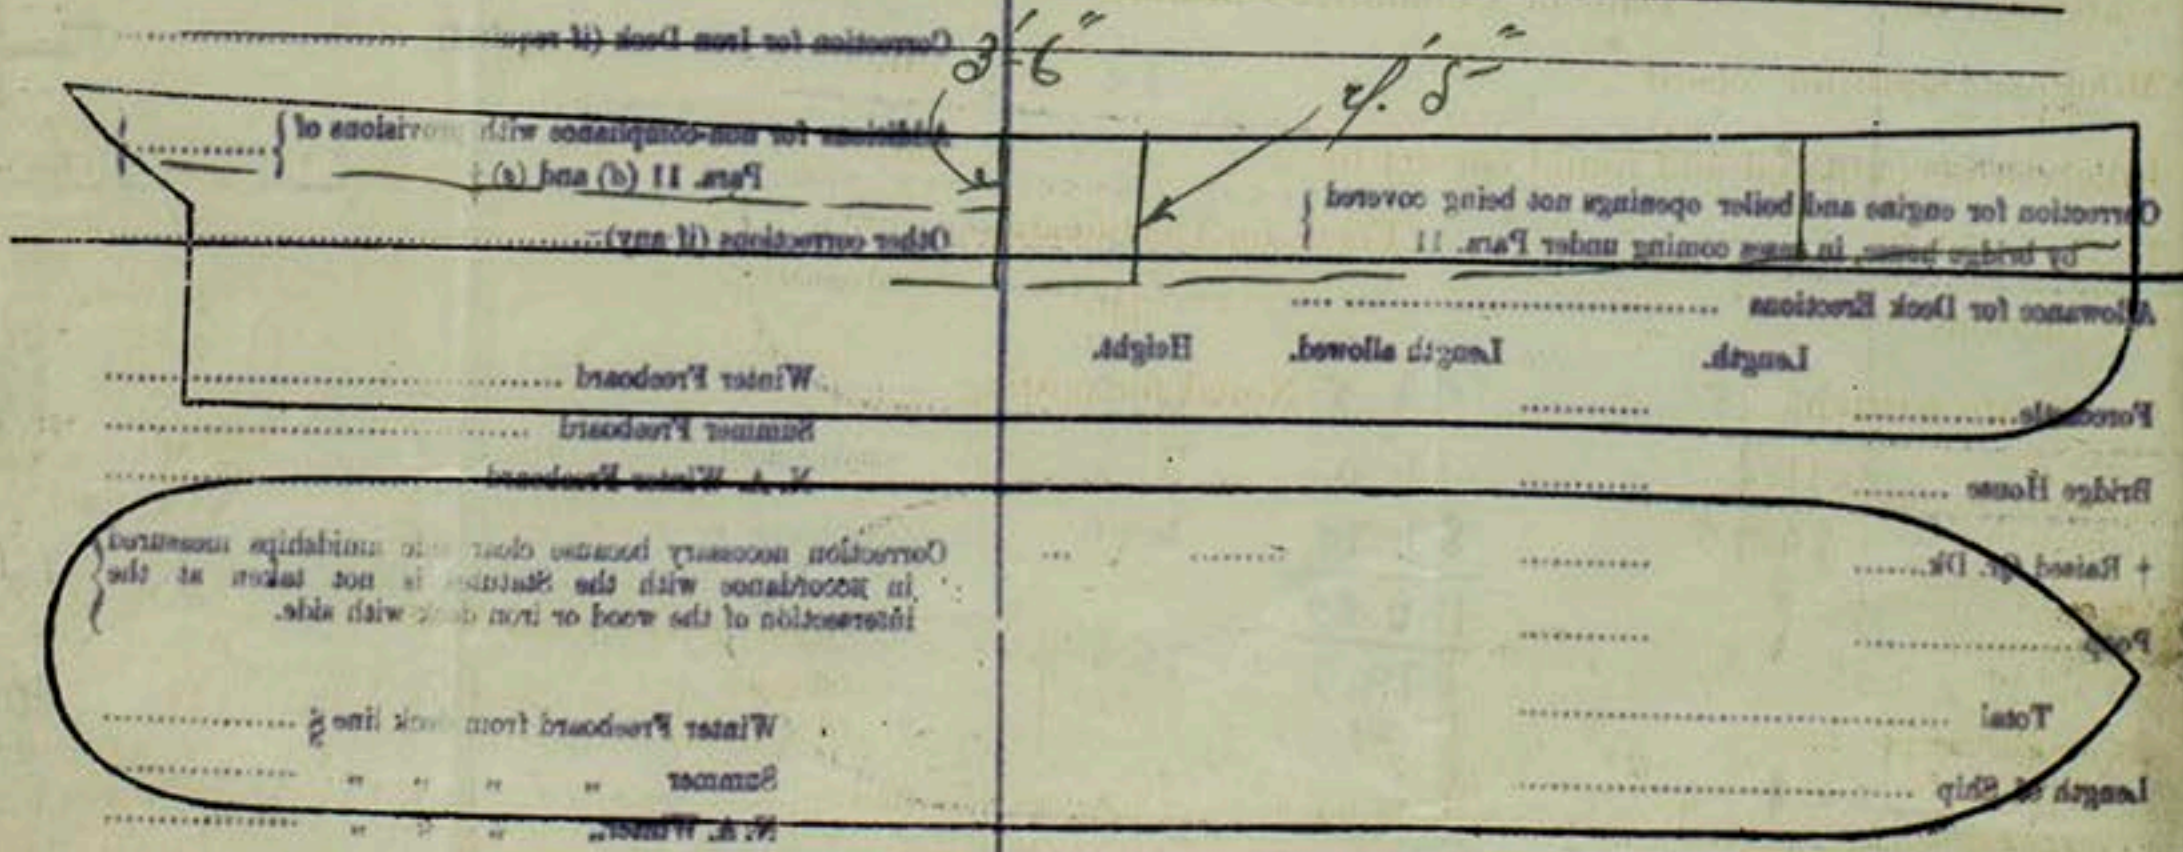 3'-6"
Correction for Iron Deck (if requi
Additions for non-compliance with provisions of
Para. 11 (d) and (e)
Other corrections (if any):—
Winter Freeboard
Summer Freeboard
N. A. Winter Freeboard
Correction necessary because clear side amidships measured
in accordance with the Statutes is not taken at the
intersection of the wood or iron deck with side.
Winter Freeboard from deck line §
Summer " " " "
N. A. Winter " " "
Correction for engine and boiler openings not being covered
by bridge house, in cases coming under Para. 11
Allowance for Deck Erections
Length. Length allowed. Height.
Forecastle
Bridge House
+ Raised Qr. Dk.
Poop
Total
Length of Ship